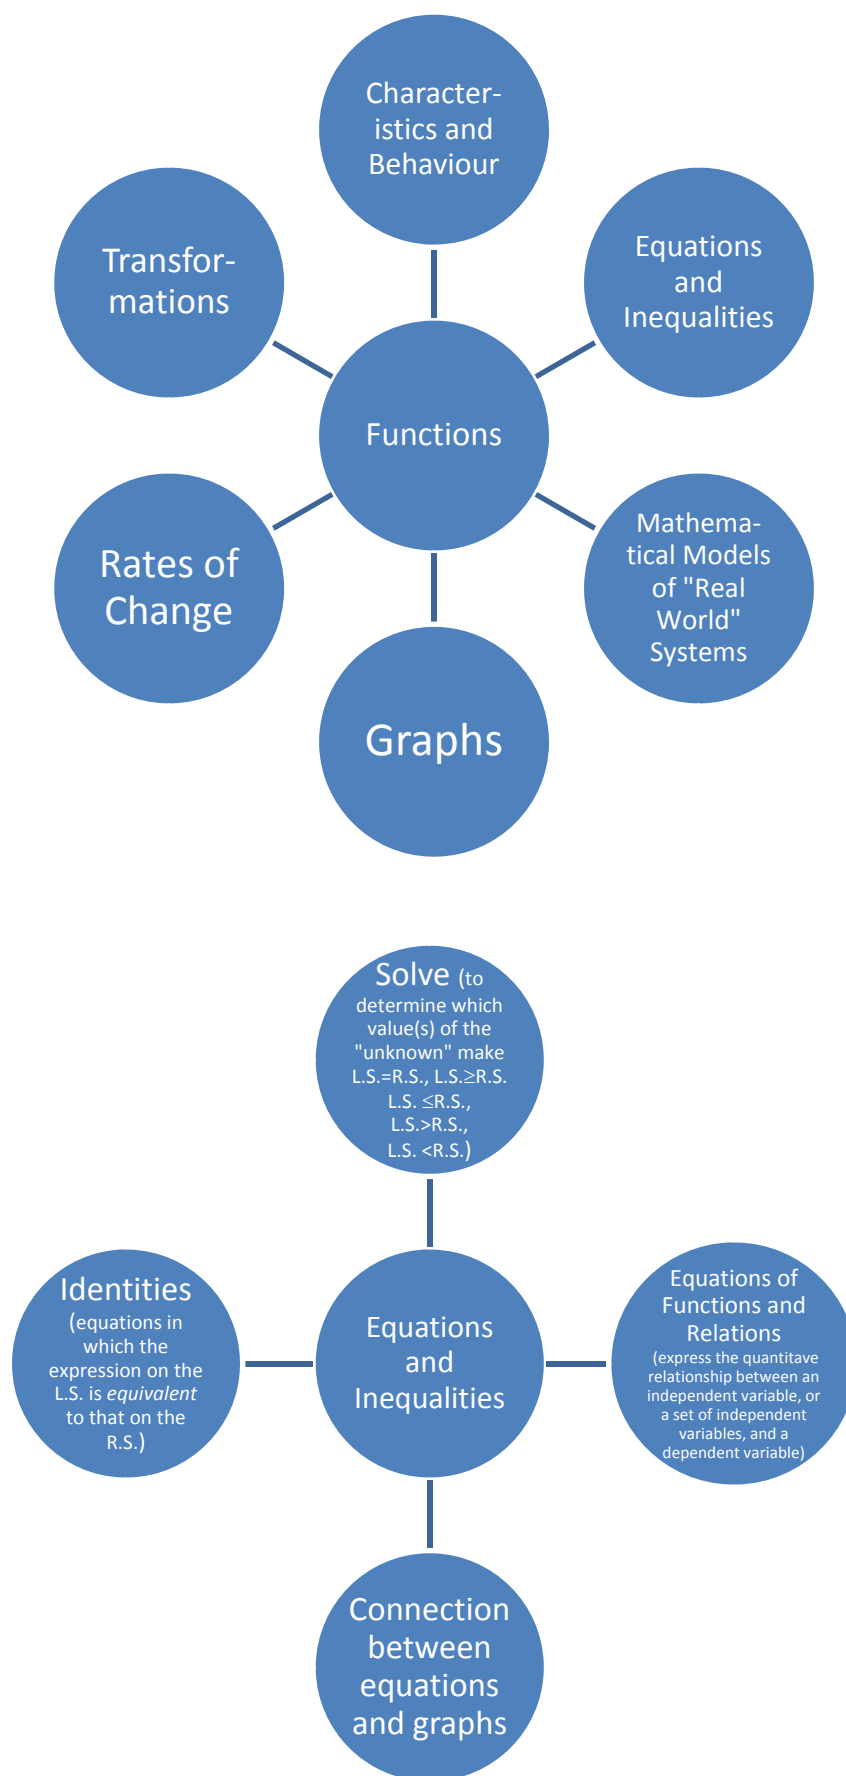 Character-
istics and
Behaviour
Transfor-
mations
Equations
and
Inequalities
Functions
Rates of
Change
Mathema-
tical Models
of "Real
World"
Systems
Graphs
Solve (to
determine which
value(s) of the
"unknown" make
L.S.=R.S., L.S.≥R.S.
L.S. ≤R.S.,
L.S.>R.S.,
L.S. <R.S.)
Identities
(equations in
which the
expression on the
L.S. is equivalent
to that on the
R.S.)
Equations
and
Inequalities
Equations of
Functions and
Relations
(express the quantitave
relationship between an
independent variable, or
a set of independent
variables, and a
dependent variable)
Connection
between
equations
and graphs